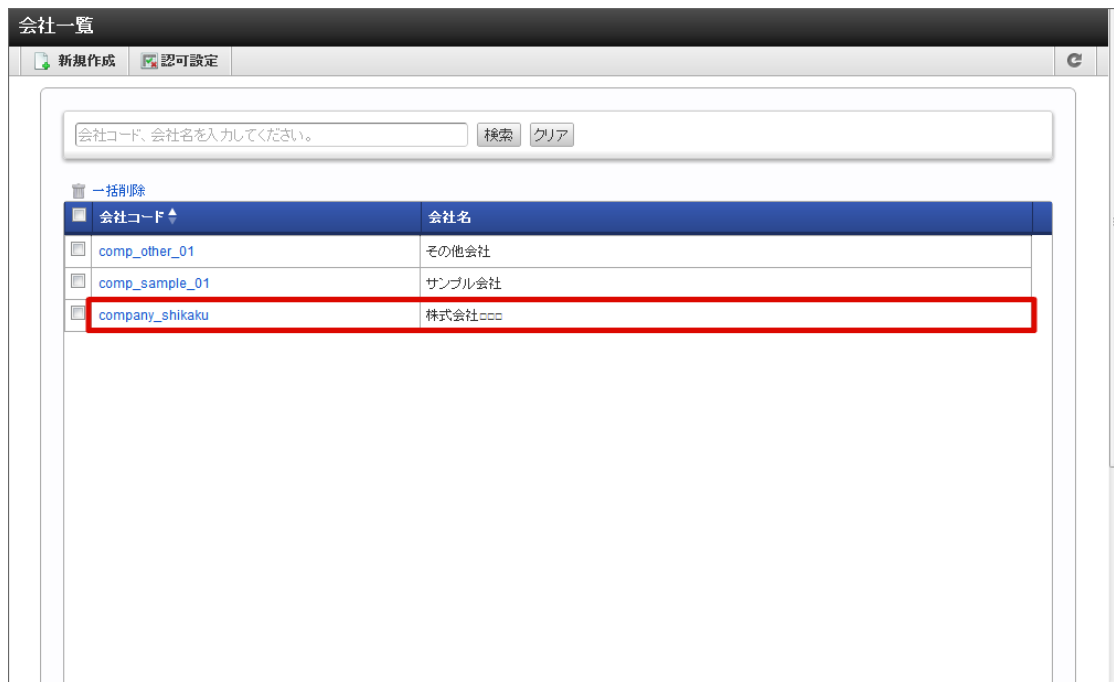 会社一覧
新規作成 認可設定
会社コード、会社名を入力してください。 検索 クリア
一括削除
会社コード 会社名
comp_other_01 その他会社
comp_sample_01 サンプル会社
company_shikaku 株式会社□□□